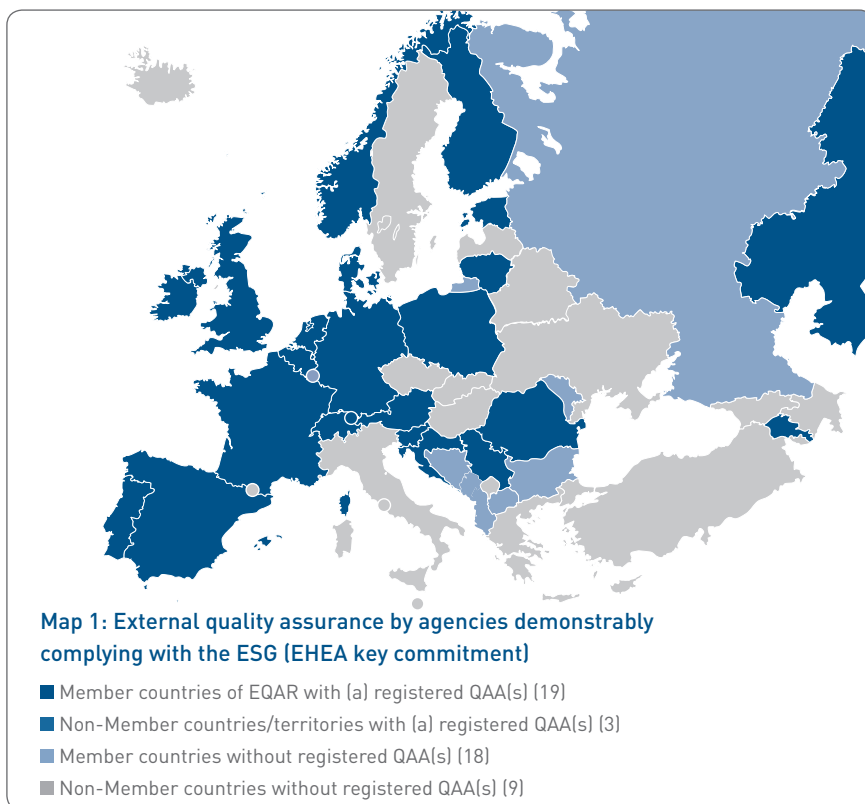 Map 1: External quality assurance by agencies demonstrably
complying with the ESG (EHEA key commitment)
Member countries of EQAR with (a) registered QAA(s) (19)
Non-Member countries/territories with (a) registered QAA(s) (3)
Member countries without registered QAA(s) (18)
Non-Member countries without registered QAA(s) (9)